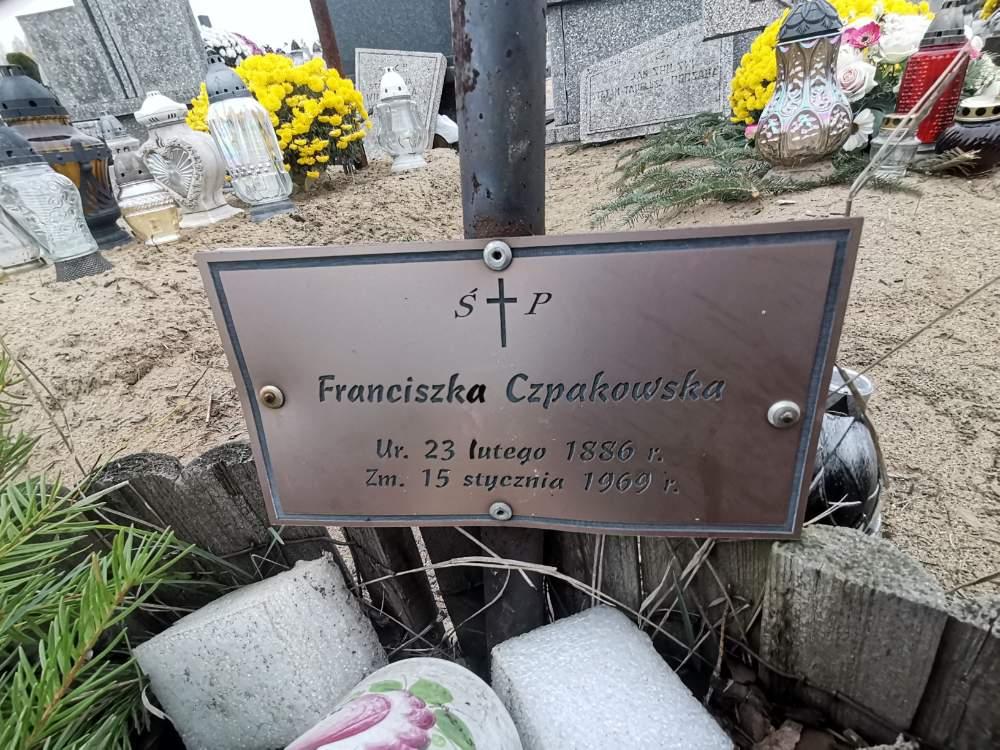 Ś P
Franciszka Czpakowska
Ur. 23 lutego 1886 r.
Zm. 15 stycznia 1969 r.